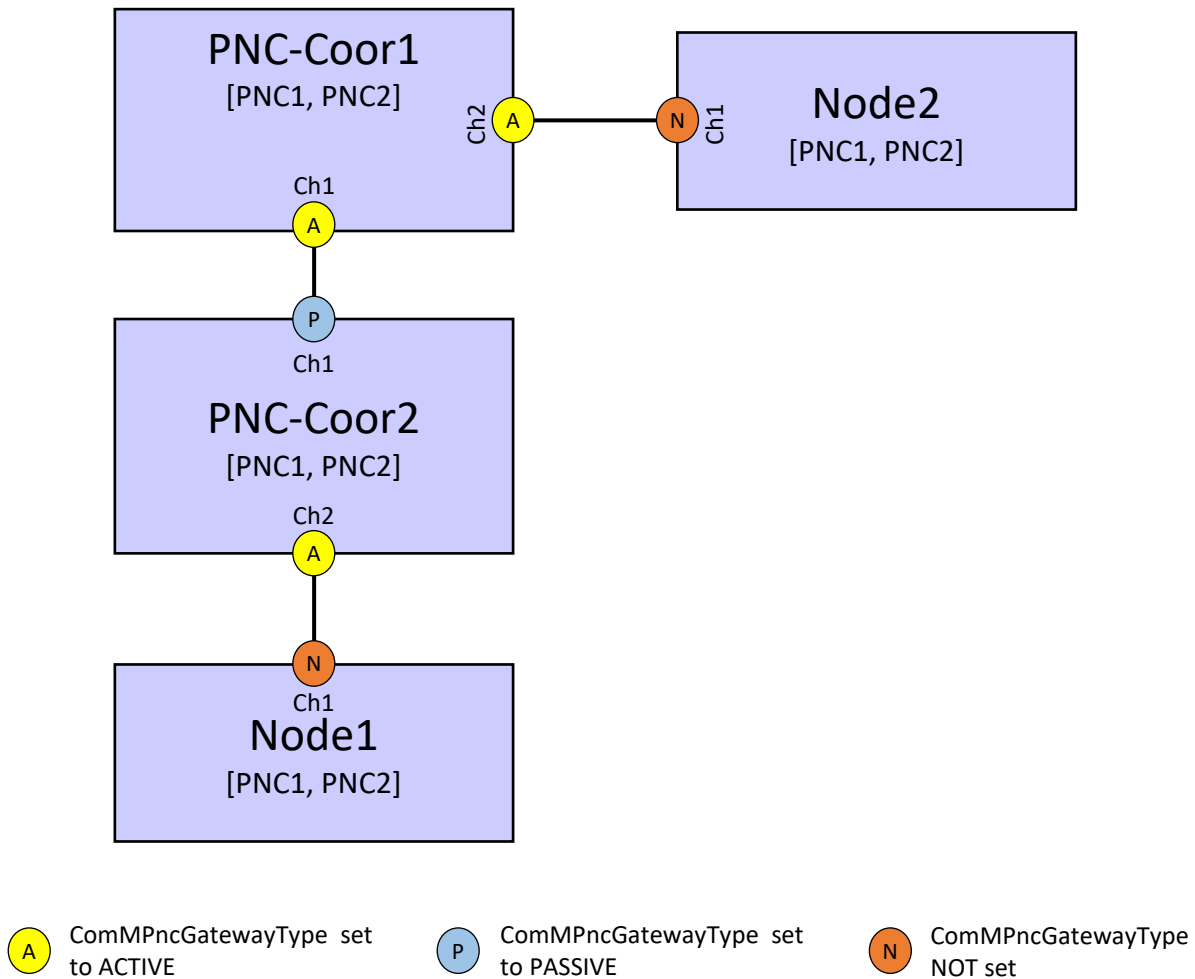 PNC-Coor1
[PNC1, PNC2]
Ch2
A
N
Ch1
Node2
[PNC1, PNC2]
Ch1
A
P
Ch1
PNC-Coor2
[PNC1, PNC2]
Ch2
A
N
Ch1
Node1
[PNC1, PNC2]
A
ComMPncGatewayType set
to ACTIVE
P
ComMPncGatewayType set
to PASSIVE
N
ComMPncGatewayType
NOT set